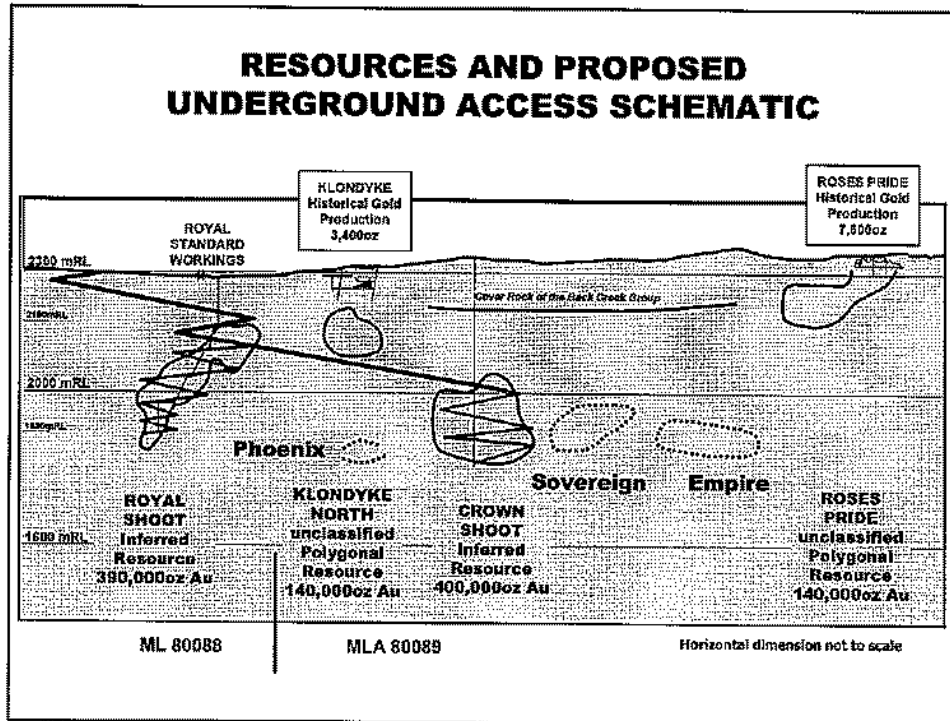 RESOURCES AND PROPOSED
UNDERGROUND ACCESS SCHEMATIC
KLONDYKE
Historical Gold
Production
3,400oz
ROSES PRIDE
Historical Gold
Production
7,600oz
ROYAL
STANDARD
WORKINGS
mRL
Cover Rock of the Back Creek Group
2000 mRL
Phoenix
Sovereign
Empire
ROYAL
SHOOT
Inferred
Resource
390,000oz Au
KLONDYKE
NORTH
unclassified
Polygonal
Resource
140,000oz Au
CROWN
SHOOT
Inferred
Resource
400,000oz Au
ROSES
PRIDE
unclassified
Polygonal
Resource
140,000oz Au
1600 mRL
ML 80088
MLA 80089
Horizontal dimension not to scale